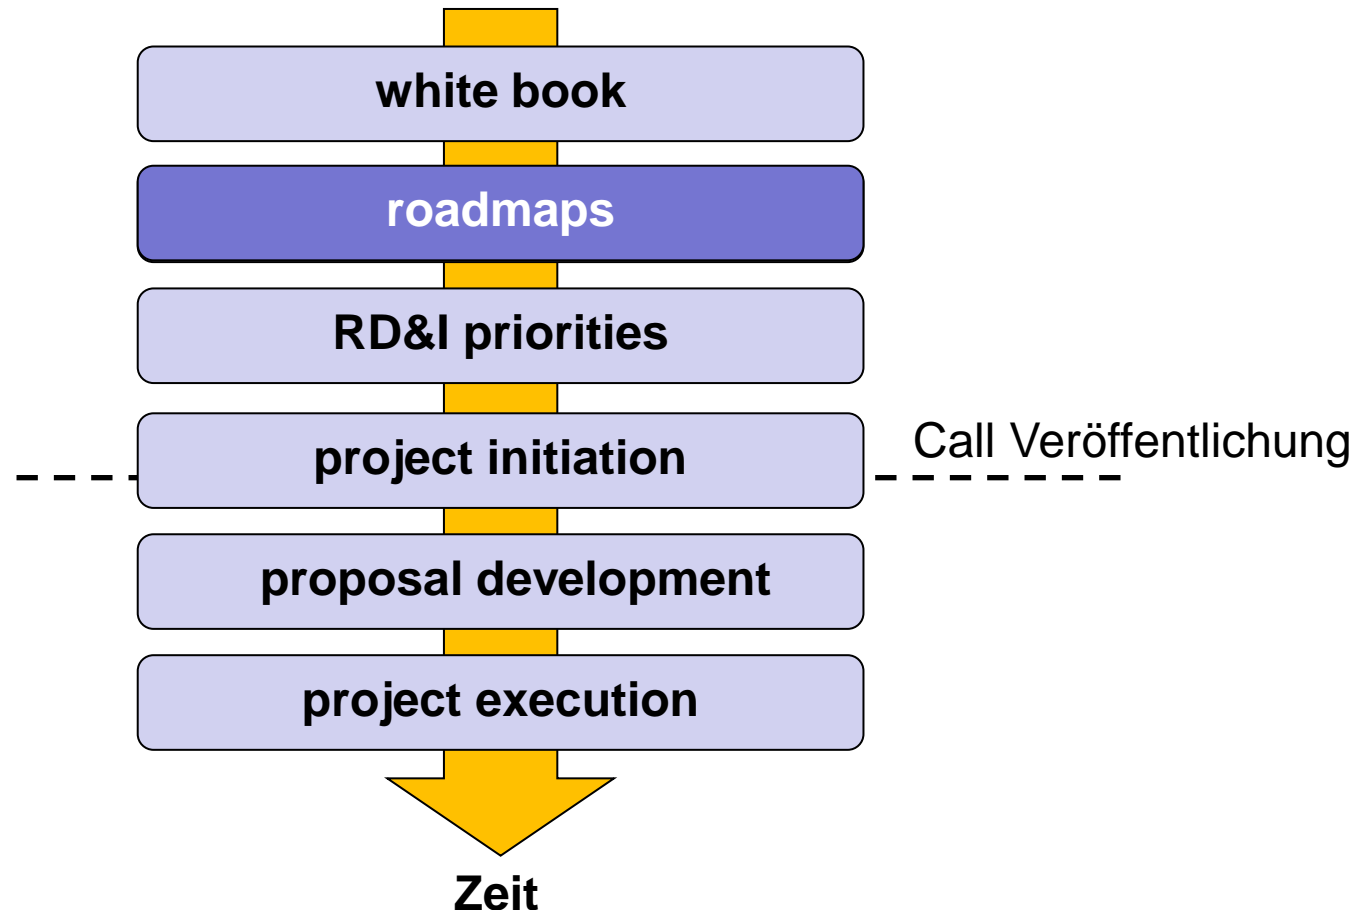 white book
roadmaps
RD&I priorities
Call Veröffentlichung
project initiation
proposal development
project execution
Zeit